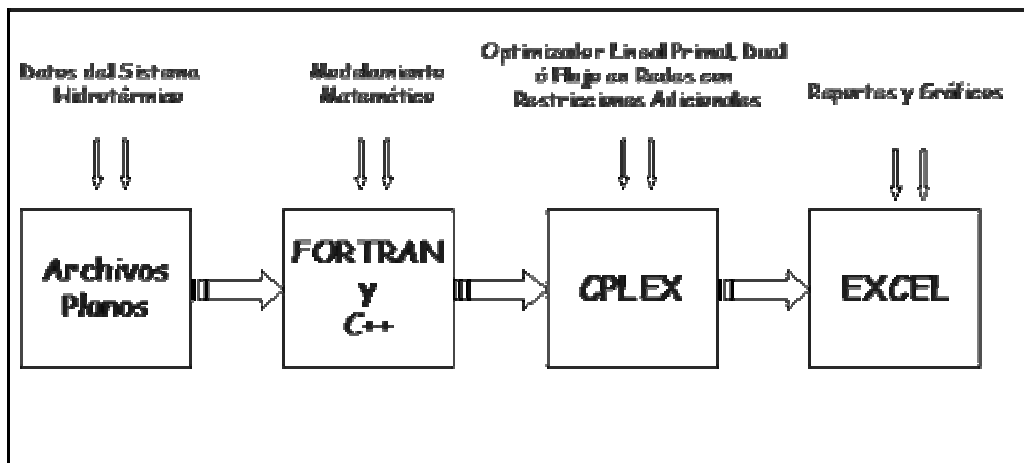 Datos del Sistema
Hidrotérmico
Modelamiento
Matemático
Optimizador Lineal Primal, Dual
ó Flujo en Redes con
Restricciones Adicionales
Reportes y Gráficos
Archivos
Planos
FORTRAN
y
C++
CPLEX
EXCEL